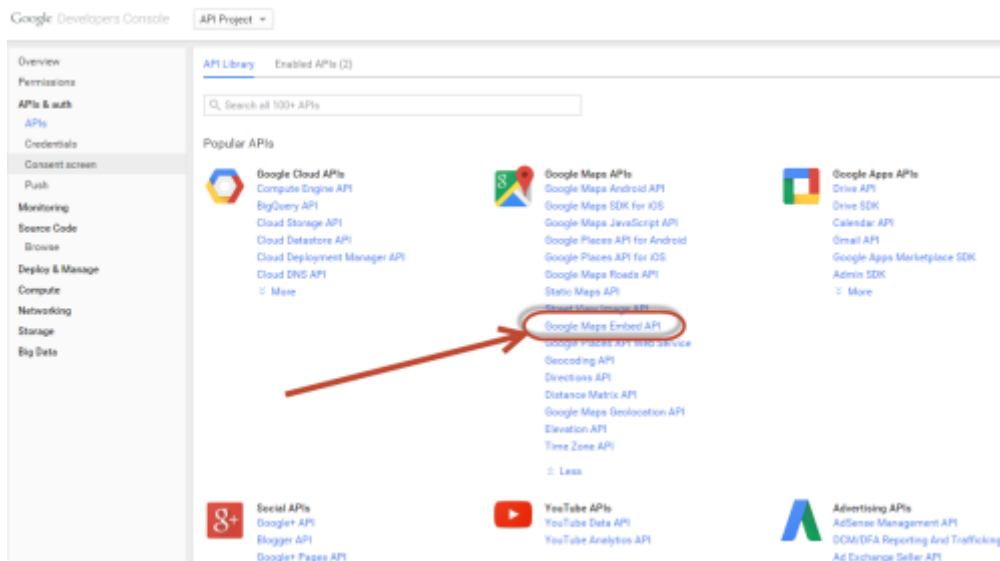 Google Developers Console
API Project
Overview
Permissions
APIs & auth
APIs
Credentials
Consent screen
Push
Monitoring
Source Code
Browse
Deploy & Manage
Compute
Networking
Storage
Big Data
API Library Enabled APIs (2)
Search all 100+ APIs
Popular APIs
Google Cloud APIs
Compute Engine API
BigQuery API
Cloud Storage API
Cloud Datastore API
Cloud Deployment Manager API
Cloud DNS API
More
Google Maps APIs
Google Maps Android API
Google Maps SDK for iOS
Google Maps JavaScript API
Google Places API for Android
Google Places API for iOS
Google Maps Roads API
Static Maps API
Street View Image API
Google Maps Embed API
Google Places API Web Service
Geocoding API
Directions API
Distance Matrix API
Google Maps Geolocation API
Elevation API
Time Zone API
Less
Google Apps APIs
Drive API
Drive SDK
Calendar API
Gmail API
Google Apps Marketplace SDK
Admin SDK
More
Social APIs
Google+ API
Blogger API
Google+ Pages API
YouTube APIs
YouTube Data API
YouTube Analytics API
Advertising APIs
AdSense Management API
DCM/DFA Reporting And Trafficking
Ad Exchange Seller API